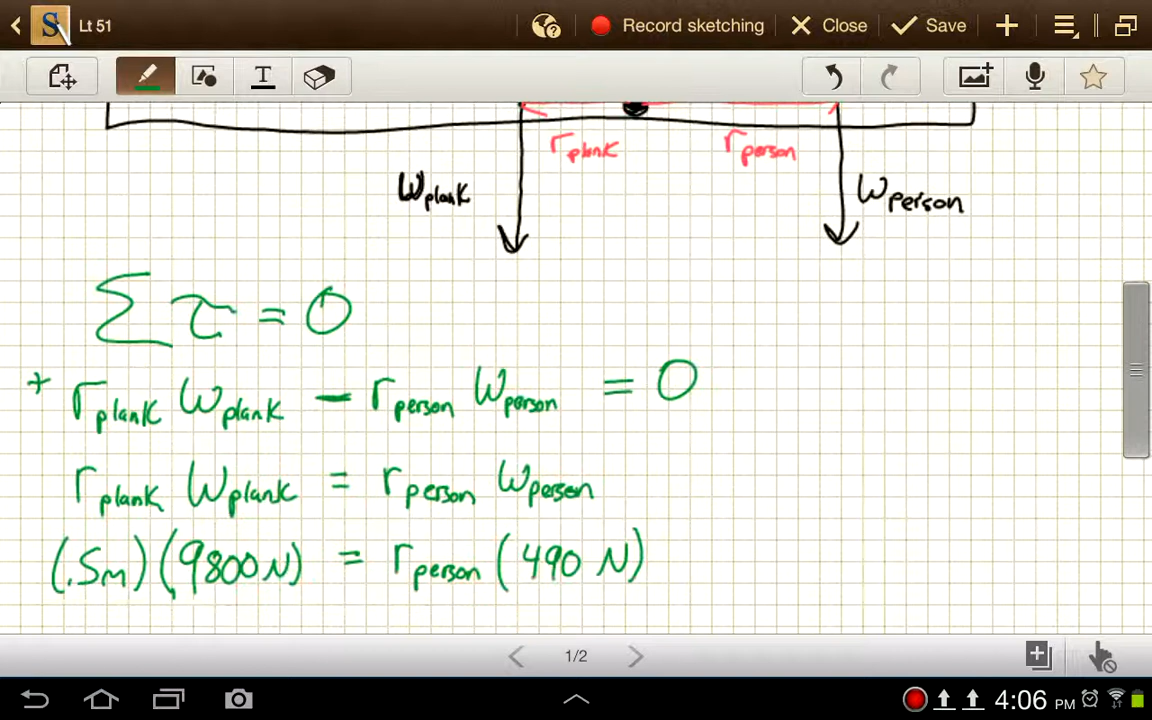 S Lt 51 Record sketching Close Save
T
r plank r person
W plank W person
Σ τ = 0
+ r plank W plank - r person W person = 0
r plank W plank = r person W person
(.5m)(9800 N) = r person (490 N)
1/2
4:06 PM